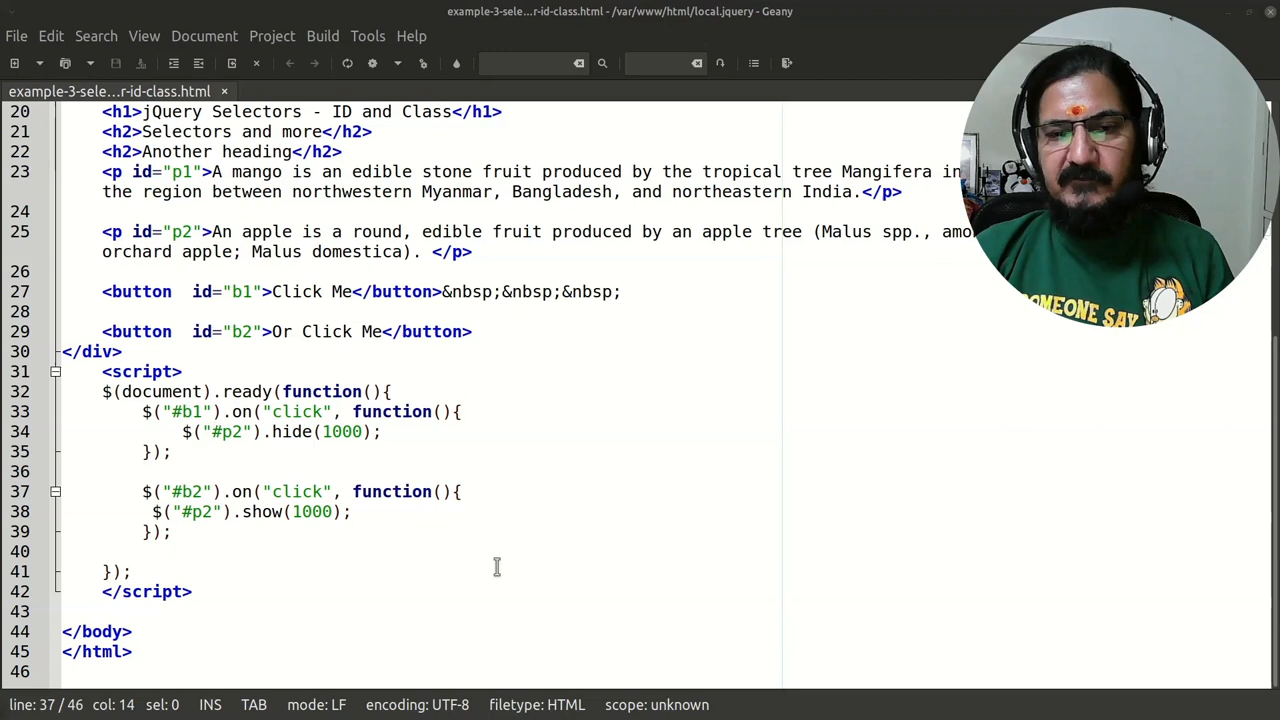 example-3-sele...r-id-class.html - /var/www/html/local.jquery - Geany
File Edit Search View Document Project Build Tools Help
example-3-sele...r-id-class.html ×
20 <h1>jQuery Selectors - ID and Class</h1>
21 <h2>Selectors and more</h2>
22 <h2>Another heading</h2>
23 <p id="p1">A mango is an edible stone fruit produced by the tropical tree Mangifera in
the region between northwestern Myanmar, Bangladesh, and northeastern India.</p>
24
25 <p id="p2">An apple is a round, edible fruit produced by an apple tree (Malus spp., amo
orchard apple; Malus domestica). </p>
26
27 <button  id="b1">Click Me</button>&nbsp;&nbsp;&nbsp;
28
29 <button  id="b2">Or Click Me</button>
30 </div>
31 <script>
32 $(document).ready(function(){
33 $("#b1").on("click", function(){
34 $("#p2").hide(1000);
35 });
36
37 $("#b2").on("click", function(){
38 $("#p2").show(1000);
39 });
40
41 });
42 </script>
43
44 </body>
45 </html>
46
SOMEONE SAY
line: 37 / 46 col: 14 sel: 0 INS TAB mode: LF encoding: UTF-8 filetype: HTML scope: unknown